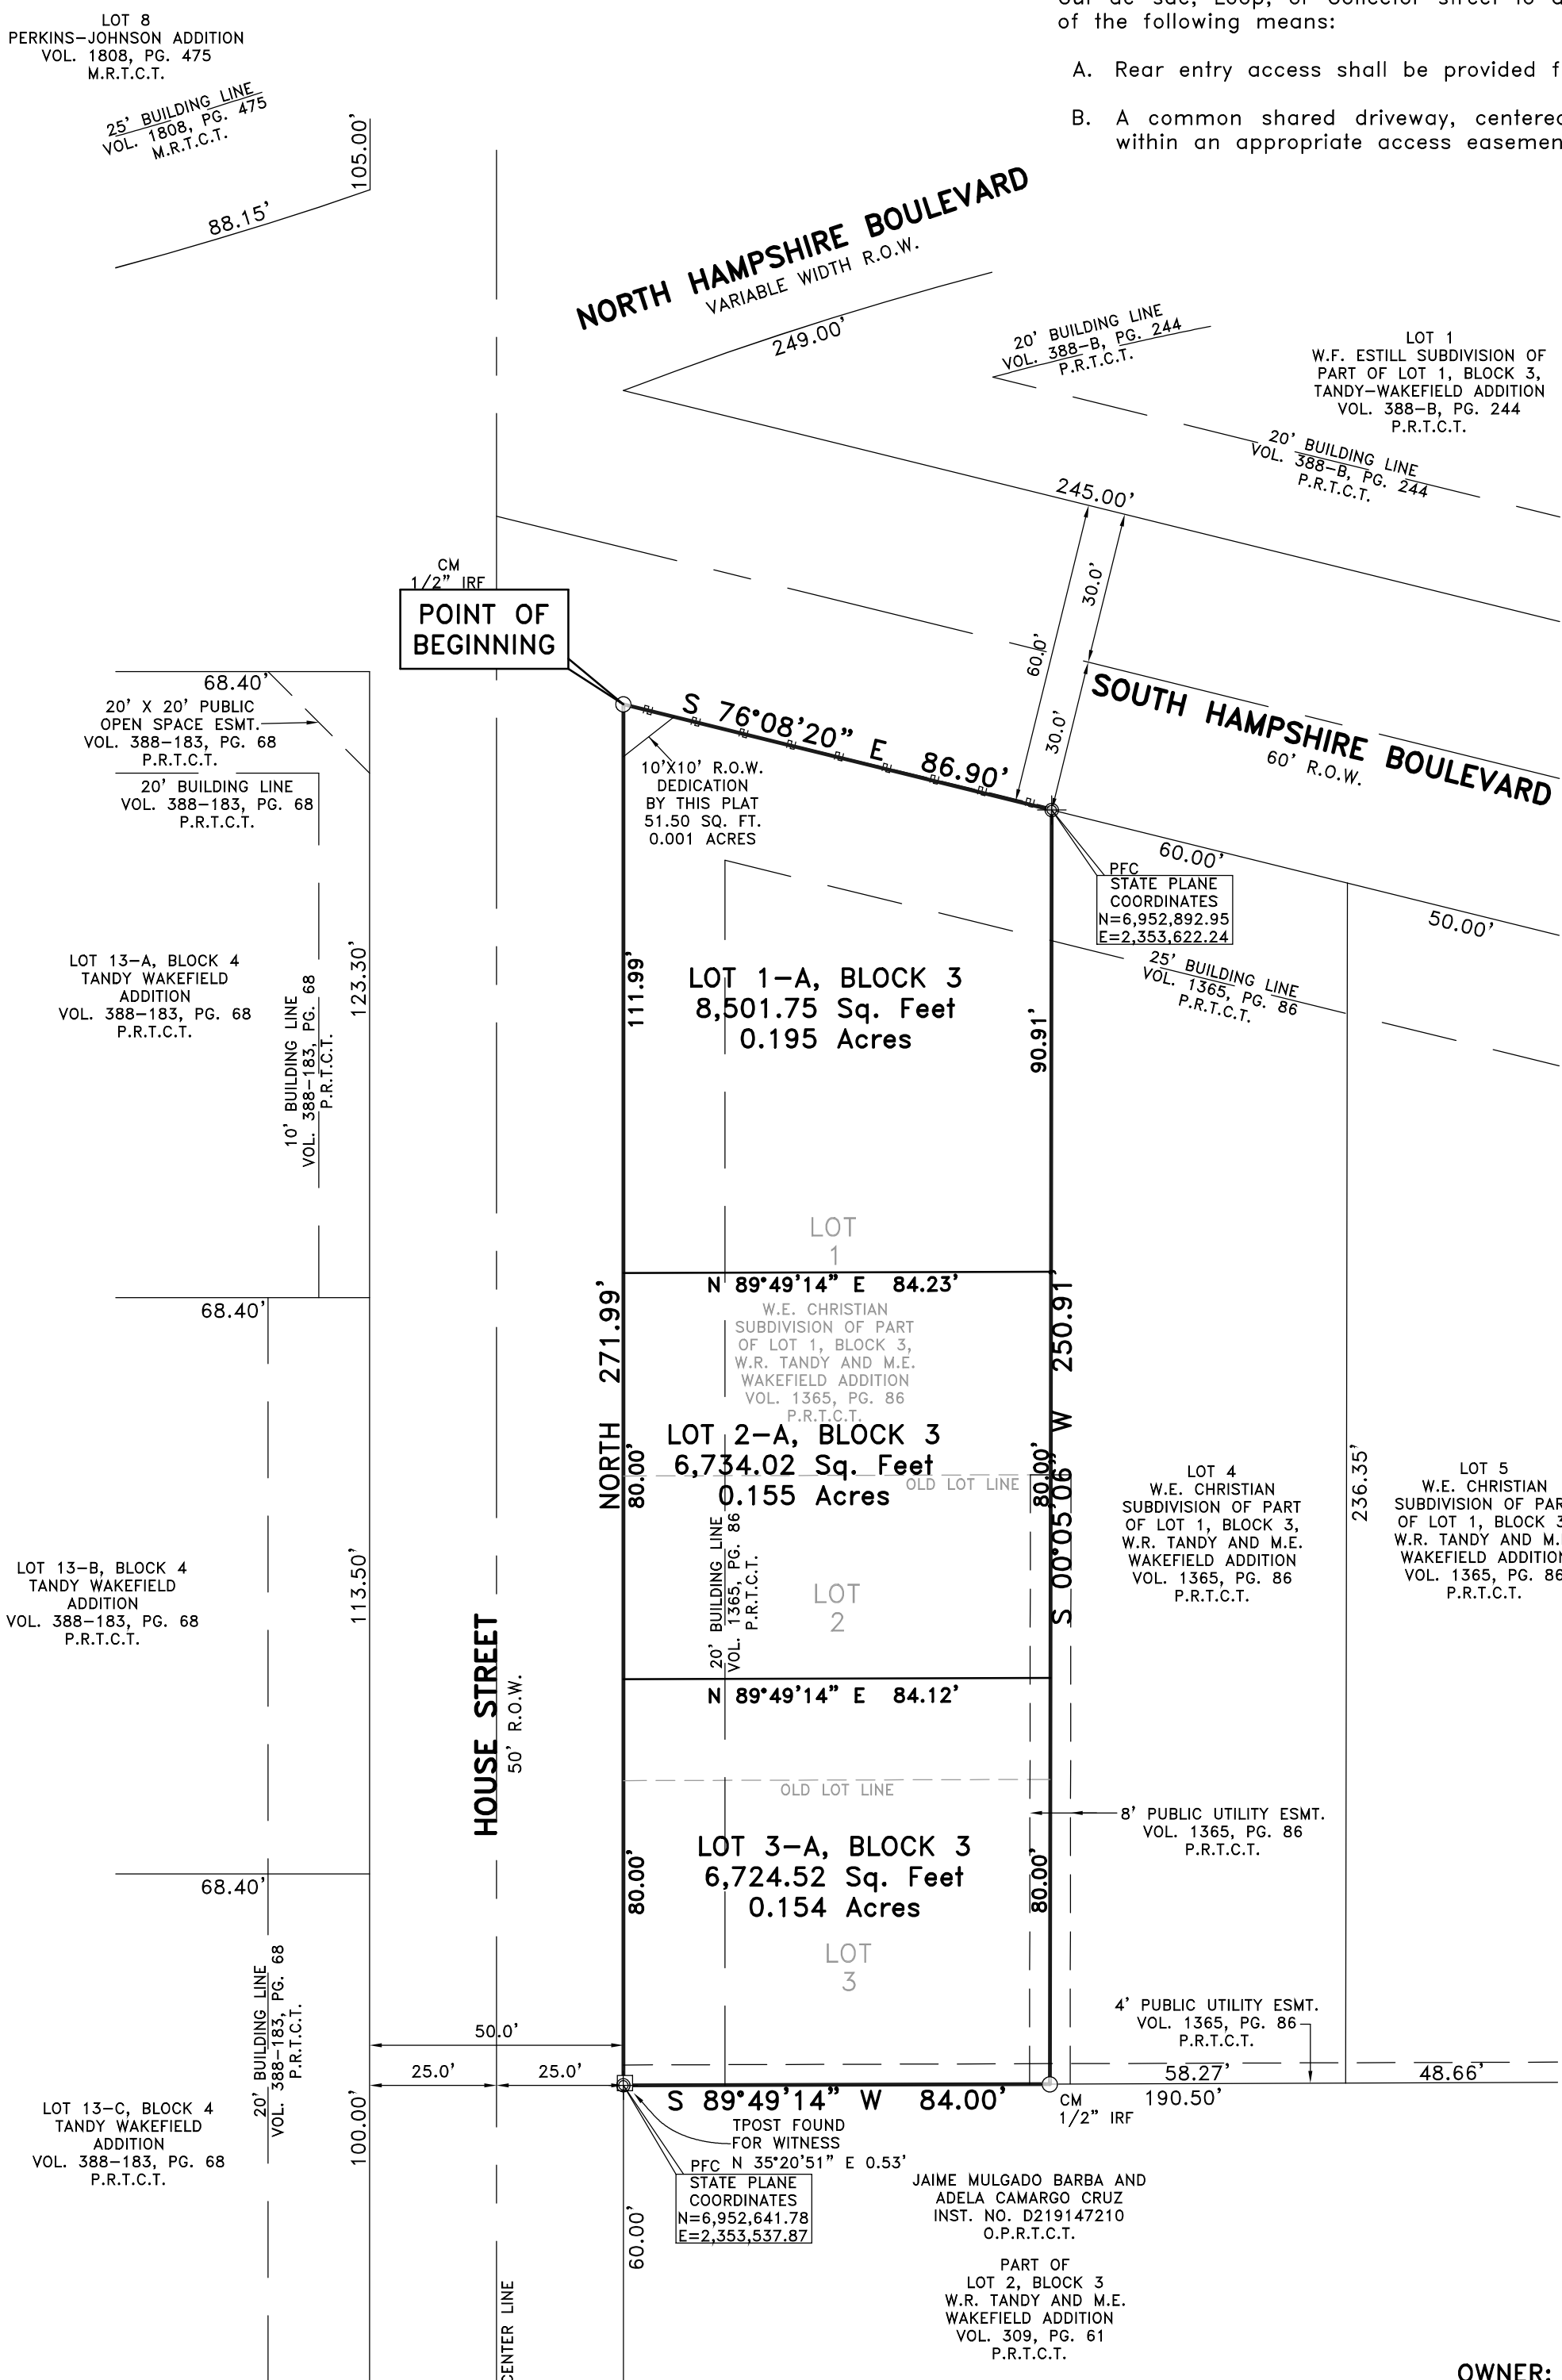 LOT 8
PERKINS-JOHNSON ADDITION
VOL. 1808, PG. 475
M.R.T.C.T.
25' BUILDING LINE
VOL. 1808, PG. 475
M.R.T.C.T.
105.00'
88.15'
of the following means:
A. Rear entry access shall be provided
B. A common shared driveway, centered
within an appropriate access
NORTH HAMPSHIRE BOULEVARD
VARIABLE WIDTH R.O.W.
249.00'
20' BUILDING LINE
VOL. 388-B, PG. 244
P.R.T.C.T.
LOT 1
W.F. ESTILL SUBDIVISION OF
PART OF LOT 1, BLOCK 3,
TANDY-WAKEFIELD ADDITION
VOL. 388-B, PG. 244
P.R.T.C.T.
20' BUILDING LINE
VOL. 388-B, PG. 244
P.R.T.C.T.
245.00'
30.0'
60.0'
30.0'
SOUTH HAMPSHIRE BOULEVARD
60' R.O.W.
CM
1/2" IRF
POINT OF
BEGINNING
S 76°08'20" E 86.90'
10'X10' R.O.W.
DEDICATION
BY THIS PLAT
51.50 SQ. FT.
0.001 ACRES
68.40'
20' X 20' PUBLIC
OPEN SPACE ESMT.
VOL. 388-183, PG. 68
P.R.T.C.T.
20' BUILDING LINE
VOL. 388-183, PG. 68
P.R.T.C.T.
60.00'
50.00'
PFC
STATE PLANE
COORDINATES
N=6,952,892.95
E=2,353,622.24
25' BUILDING LINE
VOL. 1365, PG. 86
P.R.T.C.T.
LOT 13-A, BLOCK 4
TANDY WAKEFIELD
ADDITION
VOL. 388-183, PG. 68
P.R.T.C.T.
10' BUILDING LINE
VOL. 388-183, PG. 68
P.R.T.C.T.
123.30'
111.99'
LOT 1-A, BLOCK 3
8,501.75 Sq. Feet
0.195 Acres
90.91'
LOT
1
N 89°49'14" E 84.23'
W.E. CHRISTIAN
SUBDIVISION OF PART
OF LOT 1, BLOCK 3,
W.R. TANDY AND M.E.
WAKEFIELD ADDITION
VOL. 1365, PG. 86
P.R.T.C.T.
68.40'
NORTH 271.99'
S 00°05'06" W 250.91'
LOT 2-A, BLOCK 3
6,734.02 Sq. Feet
0.155 Acres
80.00'
80.00'
OLD LOT LINE
20' BUILDING LINE
VOL. 1365, PG. 86
P.R.T.C.T.
LOT
2
236.35'
LOT 4
W.E. CHRISTIAN
SUBDIVISION OF PART
OF LOT 1, BLOCK 3,
W.R. TANDY AND M.E.
WAKEFIELD ADDITION
VOL. 1365, PG. 86
P.R.T.C.T.
LOT 5
W.E. CHRISTIAN
SUBDIVISION OF
OF LOT 1, BLOCK
W.R. TANDY AND
WAKEFIELD ADDITION
VOL. 1365, PG. 86
P.R.T.C.T.
LOT 13-B, BLOCK 4
TANDY WAKEFIELD
ADDITION
VOL. 388-183, PG. 68
P.R.T.C.T.
113.50'
HOUSE STREET
50' R.O.W.
N 89°49'14" E 84.12'
OLD LOT LINE
LOT 3-A, BLOCK 3
6,724.52 Sq. Feet
0.154 Acres
80.00'
80.00'
LOT
3
8' PUBLIC UTILITY ESMT.
VOL. 1365, PG. 86
P.R.T.C.T.
68.40'
20' BUILDING LINE
VOL. 388-183, PG. 68
P.R.T.C.T.
4' PUBLIC UTILITY ESMT.
VOL. 1365, PG. 86
P.R.T.C.T.
50.0'
25.0'
25.0'
58.27'
48.66'
190.50'
S 89°49'14" W 84.00'
CM
1/2" IRF
LOT 13-C, BLOCK 4
TANDY WAKEFIELD
ADDITION
VOL. 388-183, PG. 68
P.R.T.C.T.
100.00'
TPOST FOUND
FOR WITNESS
N 35°20'51" E 0.53'
PFC
STATE PLANE
COORDINATES
N=6,952,641.78
E=2,353,537.87
60.00'
JAIME MULGADO BARBA AND
ADELA CAMARGO CRUZ
INST. NO. D219147210
O.P.R.T.C.T.
PART OF
LOT 2, BLOCK 3
W.R. TANDY AND M.E.
WAKEFIELD ADDITION
VOL. 309, PG. 61
P.R.T.C.T.
CENTER LINE
OWNER: